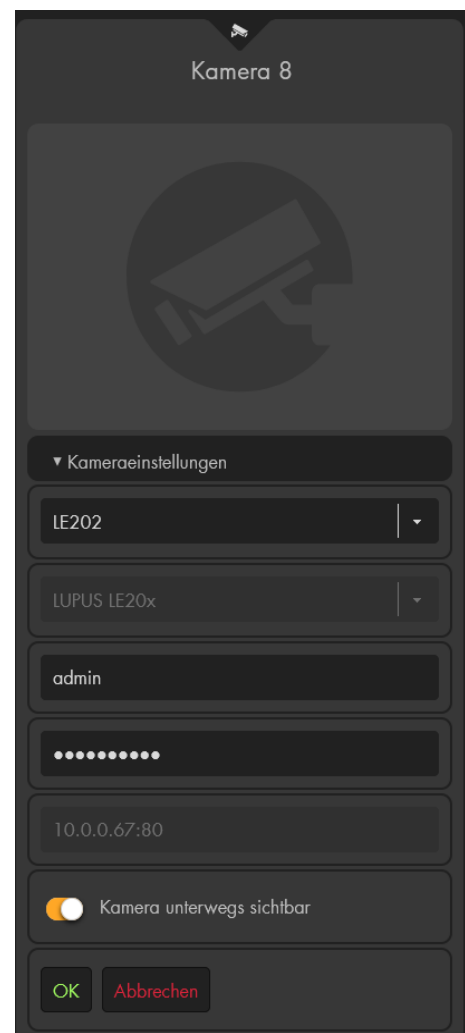 Kamera 8
▾ Kameraeinstellungen
LE202
LUPUS LE20x
admin
●●●●●●●●●●
10.0.0.67:80
Kamera unterwegs sichtbar
OK Abbrechen